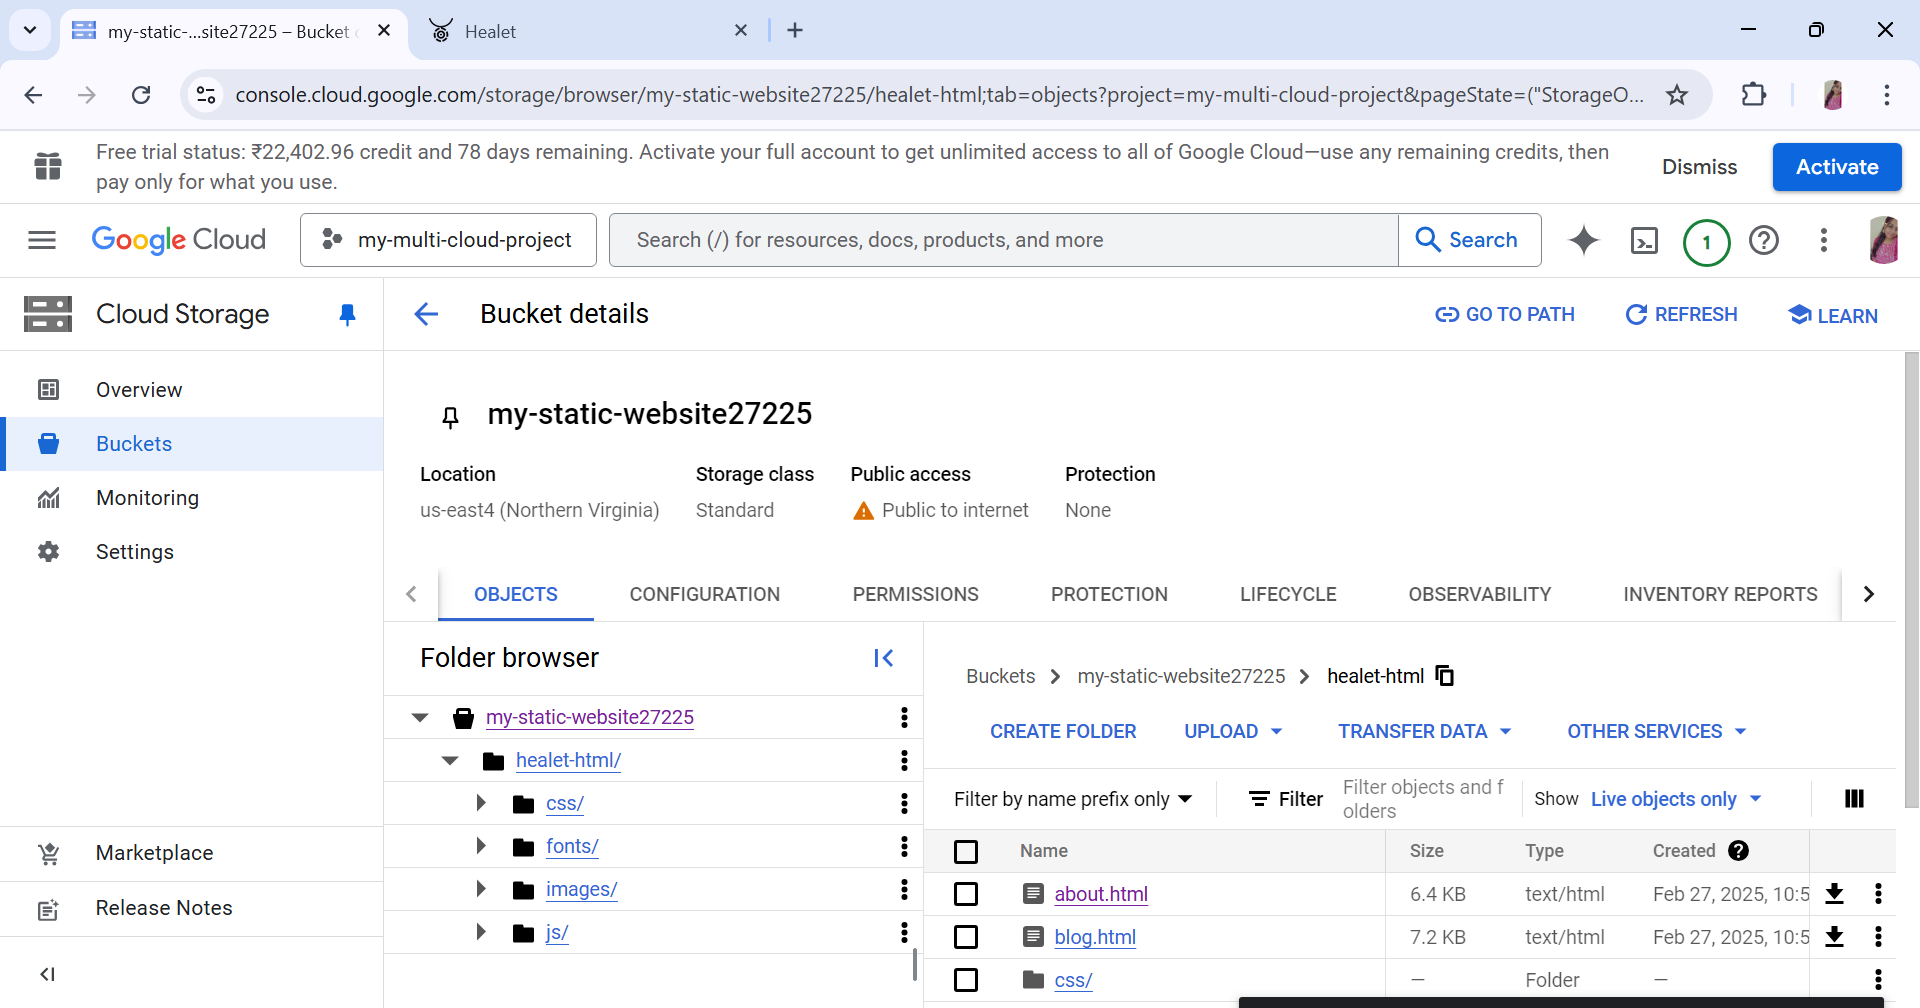 my-static-...site27225 – Bucket
Healet
console.cloud.google.com/storage/browser/my-static-website27225/healet-html;tab=objects?project=my-multi-cloud-project&pageState=("StorageO...
Free trial status: ₹22,402.96 credit and 78 days remaining. Activate your full account to get unlimited access to all of Google Cloud—use any remaining credits, then
pay only for what you use.
Dismiss
Activate
Google Cloud
my-multi-cloud-project
Search (/) for resources, docs, products, and more
Search
1
Cloud Storage
Bucket details
GO TO PATH
REFRESH
LEARN
Overview
Buckets
Monitoring
Settings
Marketplace
Release Notes
my-static-website27225
Location
Storage class
Public access
Protection
us-east4 (Northern Virginia)
Standard
Public to internet
None
OBJECTS
CONFIGURATION
PERMISSIONS
PROTECTION
LIFECYCLE
OBSERVABILITY
INVENTORY REPORTS
Folder browser
my-static-website27225
healet-html/
css/
fonts/
images/
js/
Buckets
my-static-website27225
healet-html
CREATE FOLDER
UPLOAD
TRANSFER DATA
OTHER SERVICES
Filter by name prefix only
Filter
Filter objects and f
olders
Show
Live objects only
Name
Size
Type
Created
about.html
6.4 KB
text/html
Feb 27, 2025, 10:5
blog.html
7.2 KB
text/html
Feb 27, 2025, 10:5
css/
—
Folder
—